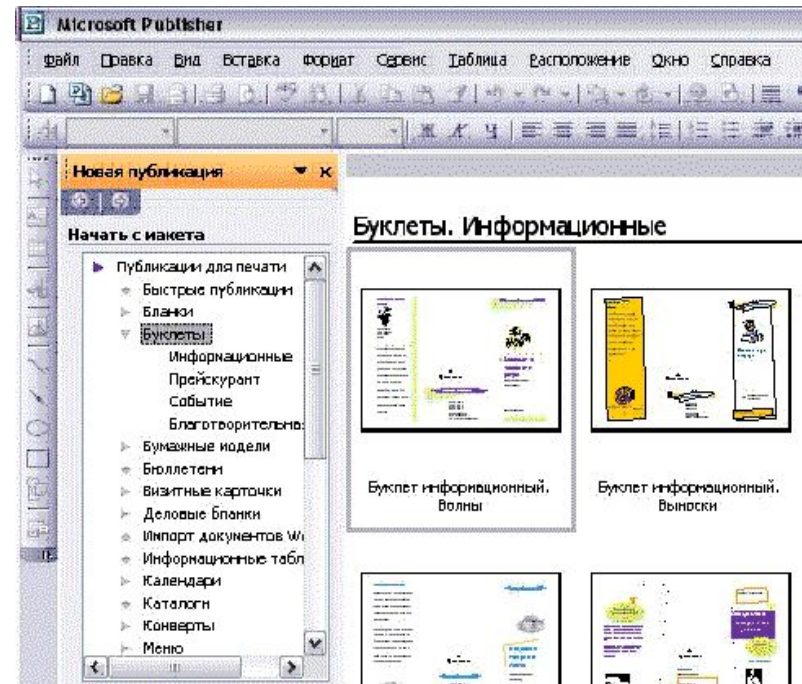 Microsoft Publisher
Файл Правка Вид Вставка Формат Сервис Таблица Расположение Окно Справка
Ж К Ч
Новая публикация
Начать с макета
Публикации для печати
Быстрые публикации
Бланки
Буклеты
Информационные
Прейскурант
Событие
Благотворительна
Бумажные модели
Бюллетени
Визитные карточки
Деловые бланки
Импорт документов W
Информационные табл
Календари
Каталоги
Конверты
Меню
Буклеты. Информационные
Буклет информационный. Волны
Буклет информационный. Выноски